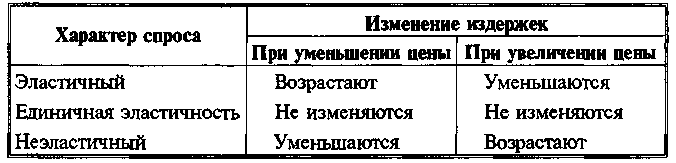 Характер спроса
Изменение издержек
При уменьшении цены При увеличении цены
Эластичный Возрастают Уменьшаются
Единичная эластичность Не изменяются Не изменяются
Неэластичный Уменьшаются Возрастают